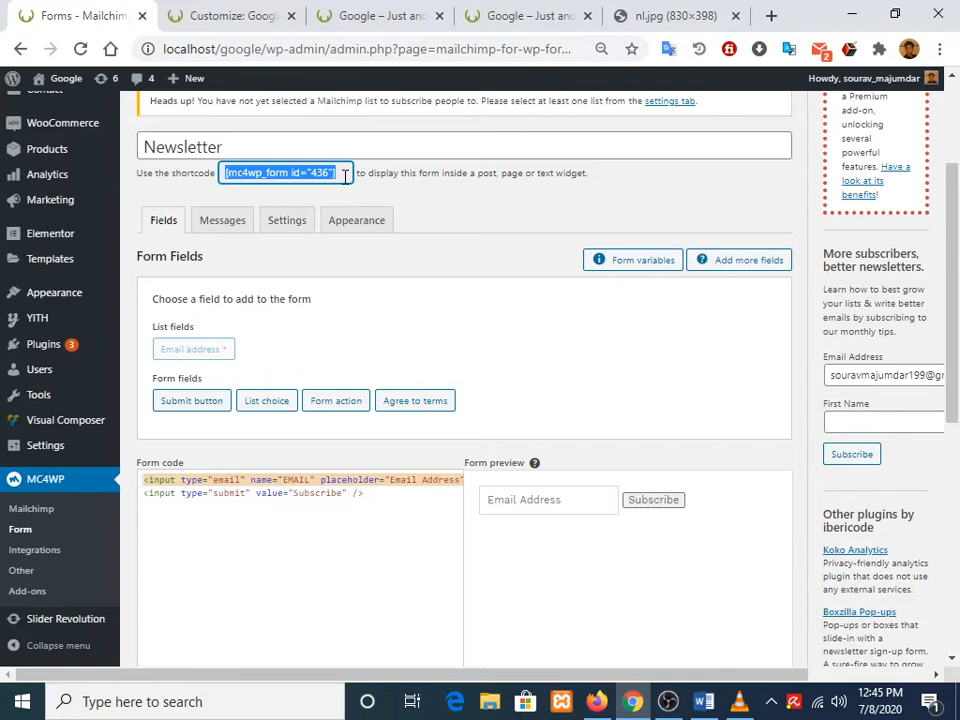 Forms - Mailchimp
Customize: Goog
Google – Just ano
Google – Just ano
nl.jpg (830×398)
localhost/google/wp-admin/admin.php?page=mailchimp-for-wp-for...
2
Google
6
4
New
Howdy, sourav_majumdar
Contact
WooCommerce
Products
Analytics
Marketing
Elementor
Templates
Appearance
YITH
Plugins 3
Users
Tools
Visual Composer
Settings
MC4WP
Mailchimp
Form
Integrations
Other
Add-ons
Slider Revolution
Collapse menu
Heads up! You have not yet selected a Mailchimp list to subscribe people to. Please select at least one list from the settings tab.
Newsletter
Use the shortcode [mc4wp_form id="436"] to display this form inside a post, page or text widget.
Fields
Messages
Settings
Appearance
Form Fields
Form variables
Add more fields
Choose a field to add to the form
List fields
Email address *
Form fields
Submit button
List choice
Form action
Agree to terms
Form code
<input type="email" name="EMAIL" placeholder="Email Address"
<input type="submit" value="Subscribe" />
Form preview
Email Address
Subscribe
a Premium
add-on,
unlocking
several
powerful
features. Have a
look at its
benefits!
More subscribers,
better newsletters.
Learn how to best grow
your lists & write better
emails by subscribing to
our monthly tips.
Email Address
souravmajumdar199@gr
First Name
Subscribe
Other plugins by
ibericode
Koko Analytics
Privacy-friendly analytics
plugin that does not use
any external services.
Boxzilla Pop-ups
Pop-ups or boxes that
slide-in with a
newsletter sign-up form.
A sure-fire way to grow
Type here to search
12:45 PM
7/8/2020
1